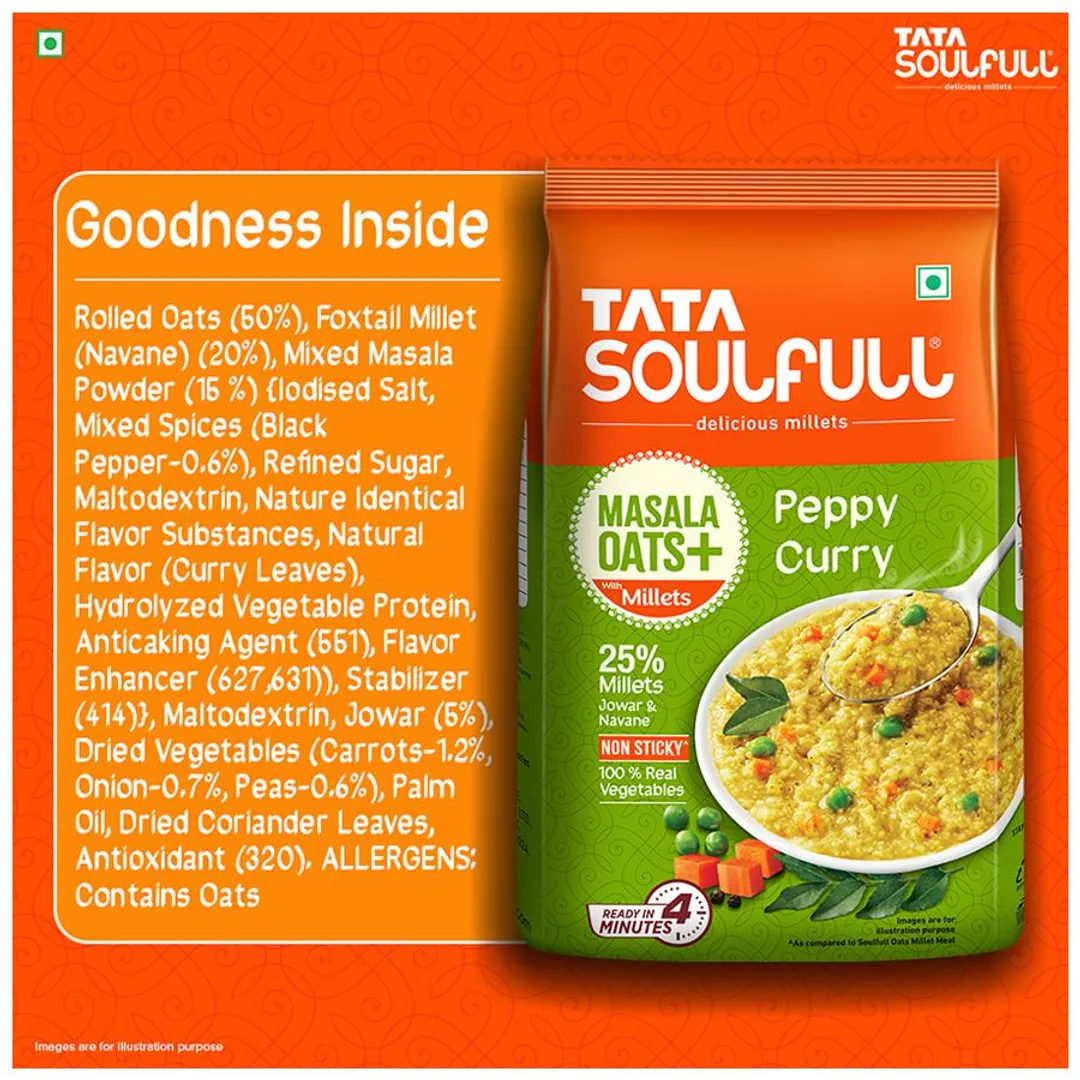 TATA
SOULFULL
delicious millets
Goodness Inside
Rolled Oats (50%), Foxtail Millet
(Navane) (20%), Mixed Masala
Powder (15 %) {Iodised Salt,
Mixed Spices (Black
Pepper-0.6%), Refined Sugar,
Maltodextrin, Nature Identical
Flavor Substances, Natural
Flavor (Curry Leaves),
Hydrolyzed Vegetable Protein,
Anticaking Agent (551), Flavor
Enhancer (627,631)), Stabilizer
(414)}, Maltodextrin, Jowar (5%),
Dried Vegetables (Carrots-1.2%,
Onion-0.7%, Peas-0.6%), Palm
Oil, Dried Coriander Leaves,
Antioxidant (320). ALLERGENS:
Contains Oats
TATA
SOULFULL®
delicious millets
MASALA
OATS+
With
Millets
Peppy
Curry
25%
Millets
Jowar &
Navane
NON STICKY^
100 % Real
Vegetables
READY IN
MINUTES
4
Images are for
illustration purpose
^As compared to Soulfull Oats Millet Meal
Images are for illustration purpose